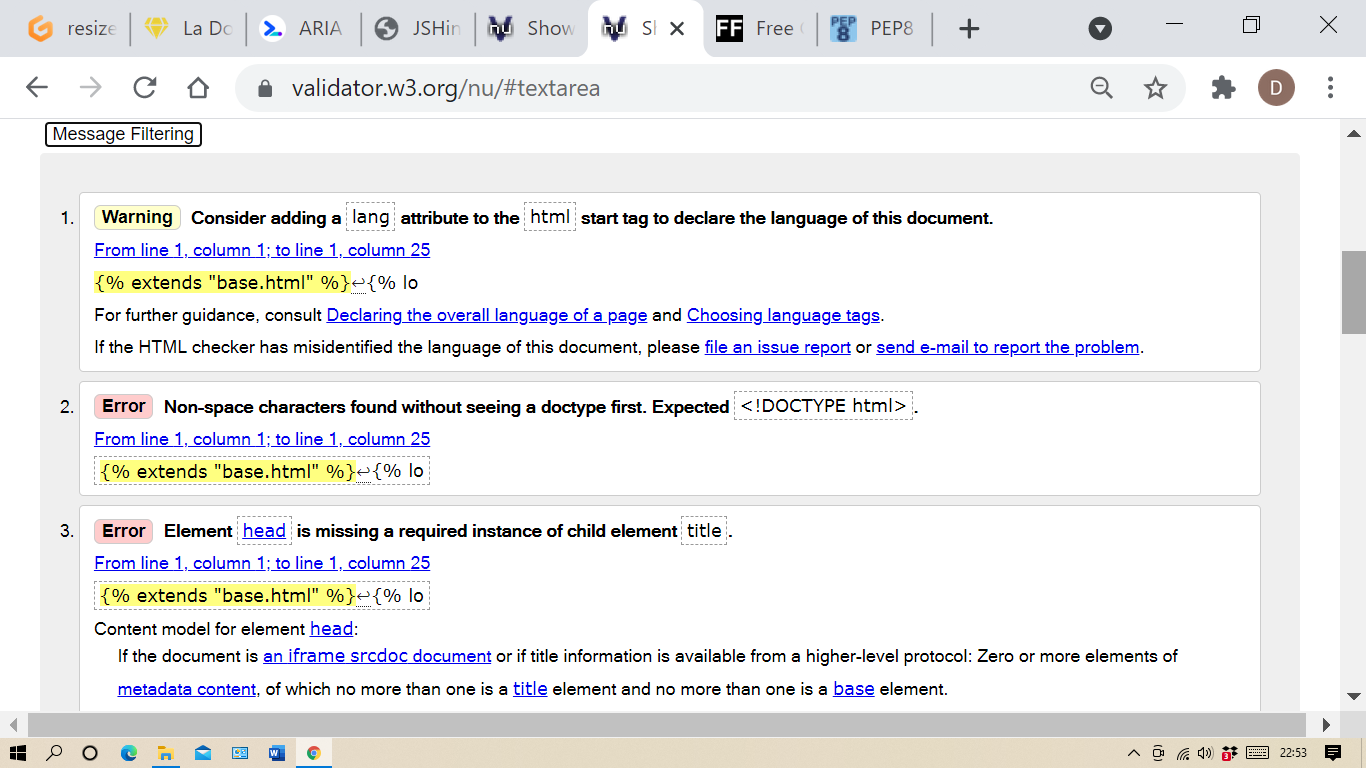 resize
La Do
ARIA
JSHin
Show
Sh
Free
PEP8
validator.w3.org/nu/#textarea
D
Message Filtering
1. Warning Consider adding a lang attribute to the html start tag to declare the language of this document.
From line 1, column 1; to line 1, column 25
{% extends "base.html" %}↩{% lo
For further guidance, consult Declaring the overall language of a page and Choosing language tags.
If the HTML checker has misidentified the language of this document, please file an issue report or send e-mail to report the problem.
2. Error Non-space characters found without seeing a doctype first. Expected <!DOCTYPE html>.
From line 1, column 1; to line 1, column 25
{% extends "base.html" %}↩{% lo
3. Error Element head is missing a required instance of child element title.
From line 1, column 1; to line 1, column 25
{% extends "base.html" %}↩{% lo
Content model for element head:
If the document is an iframe srcdoc document or if title information is available from a higher-level protocol: Zero or more elements of
metadata content, of which no more than one is a title element and no more than one is a base element.
22:53